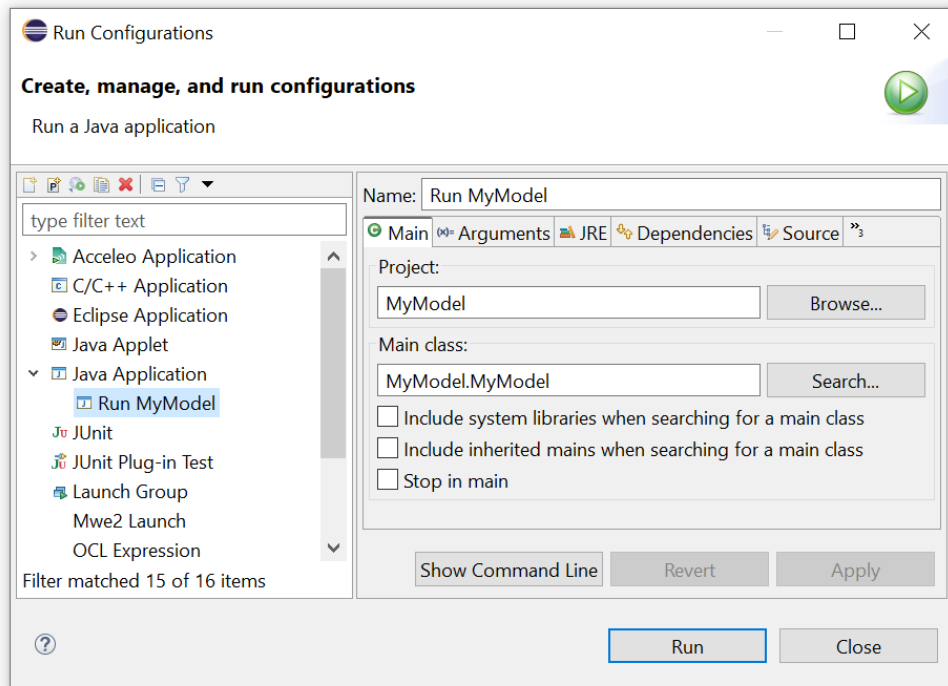 Run Configurations
Create, manage, and run configurations
Run a Java application
type filter text
Acceleo Application
C/C++ Application
Eclipse Application
Java Applet
Java Application
Run MyModel
JUnit
JUnit Plug-in Test
Launch Group
Mwe2 Launch
OCL Expression
Filter matched 15 of 16 items
Name: Run MyModel
Main (x)= Arguments JRE Dependencies Source »3
Project:
MyModel Browse...
Main class:
MyModel.MyModel Search...
Include system libraries when searching for a main class
Include inherited mains when searching for a main class
Stop in main
Show Command Line Revert Apply
Run Close